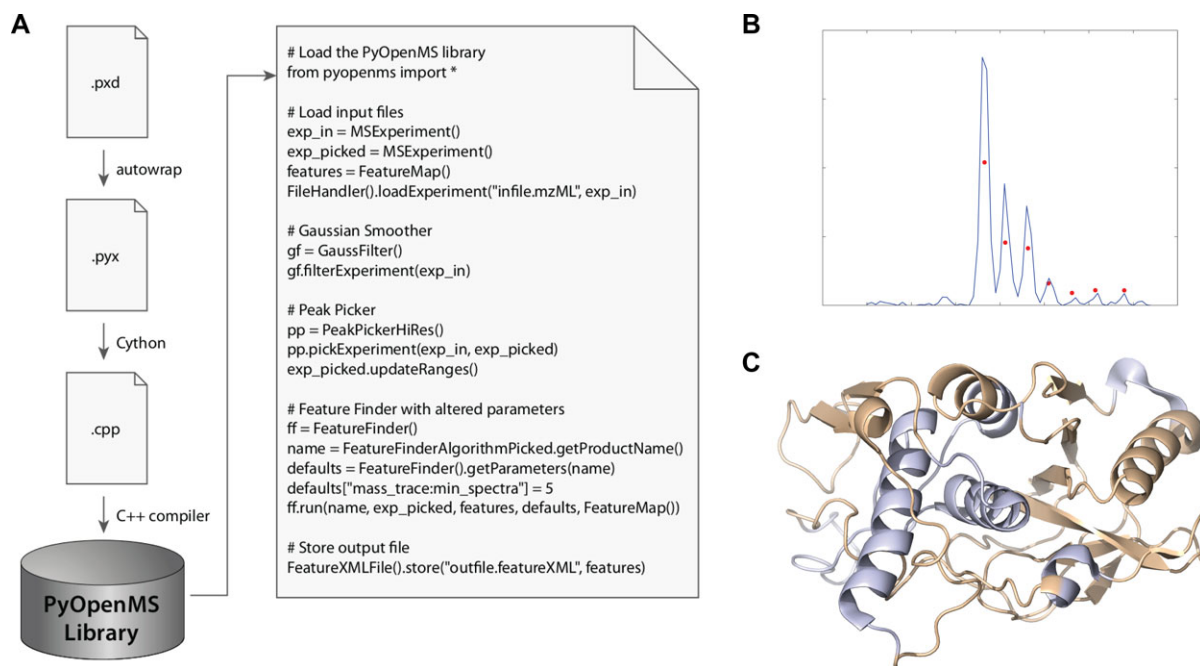 A
.pxd
autowrap
.pyx
Cython
.cpp
C++ compiler
PyOpenMS
Library
# Load the PyOpenMS library
from pyopenms import *
# Load input files
exp_in = MSExperiment()
exp_picked = MSExperiment()
features = FeatureMap()
FileHandler().loadExperiment("infile.mzML", exp_in)
# Gaussian Smoother
gf = GaussFilter()
gf.filterExperiment(exp_in)
# Peak Picker
pp = PeakPickerHiRes()
pp.pickExperiment(exp_in, exp_picked)
exp_picked.updateRanges()
# Feature Finder with altered parameters
ff = FeatureFinder()
name = FeatureFinderAlgorithmPicked.getProductName()
defaults = FeatureFinder().getParameters(name)
defaults["mass_trace:min_spectra"] = 5
ff.run(name, exp_picked, features, defaults, FeatureMap())
# Store output file
FeatureXMLFile().store("outfile.featureXML", features)
B
C